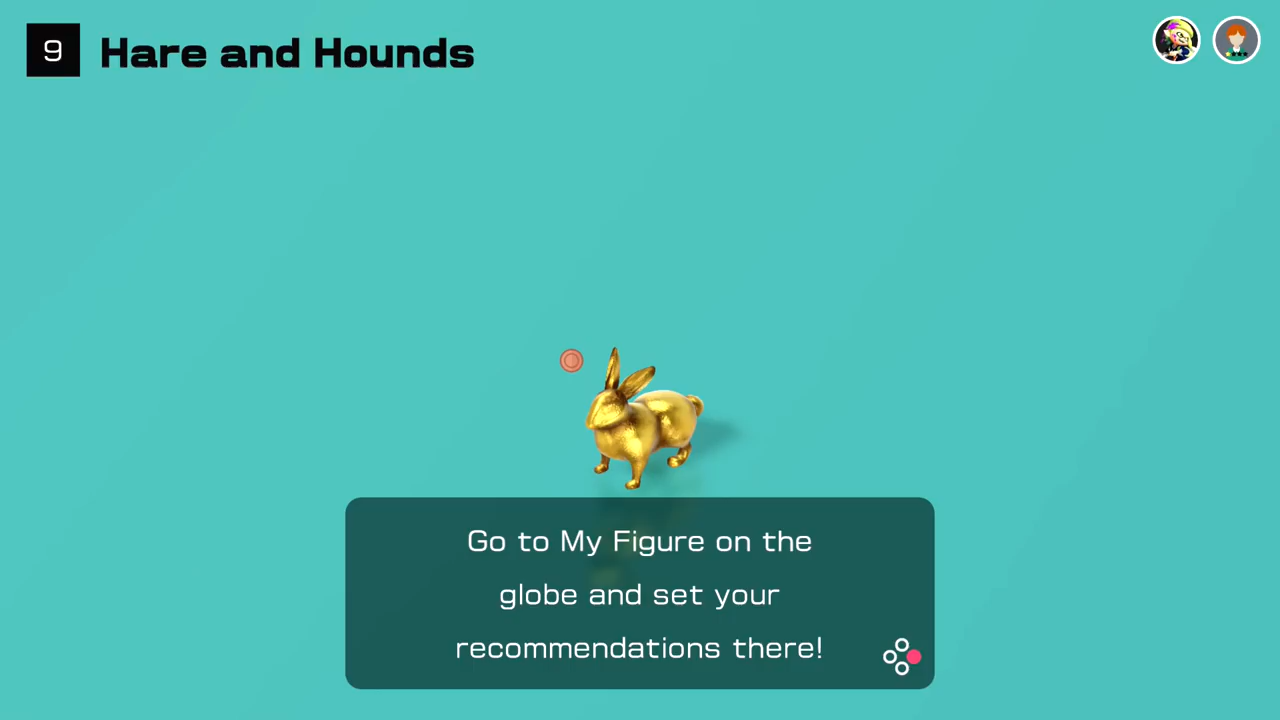 9
Hare and Hounds
Go to My Figure on the
globe and set your
recommendations there!